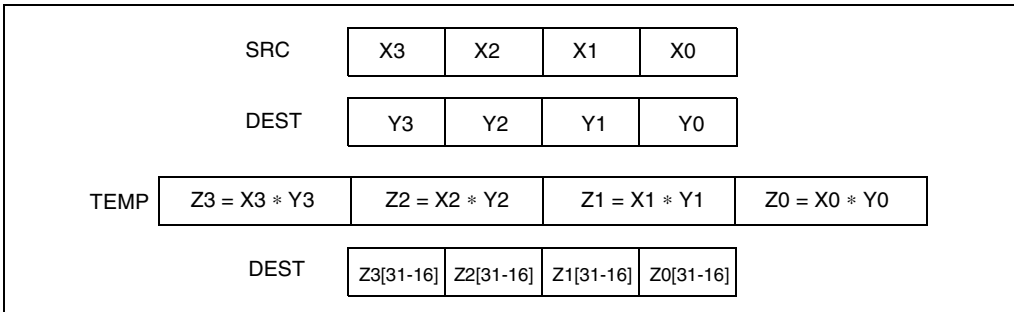 SRC X3 X2 X1 X0
DEST Y3 Y2 Y1 Y0
TEMP Z3 = X3 * Y3 Z2 = X2 * Y2 Z1 = X1 * Y1 Z0 = X0 * Y0
DEST Z3[31-16] Z2[31-16] Z1[31-16] Z0[31-16]